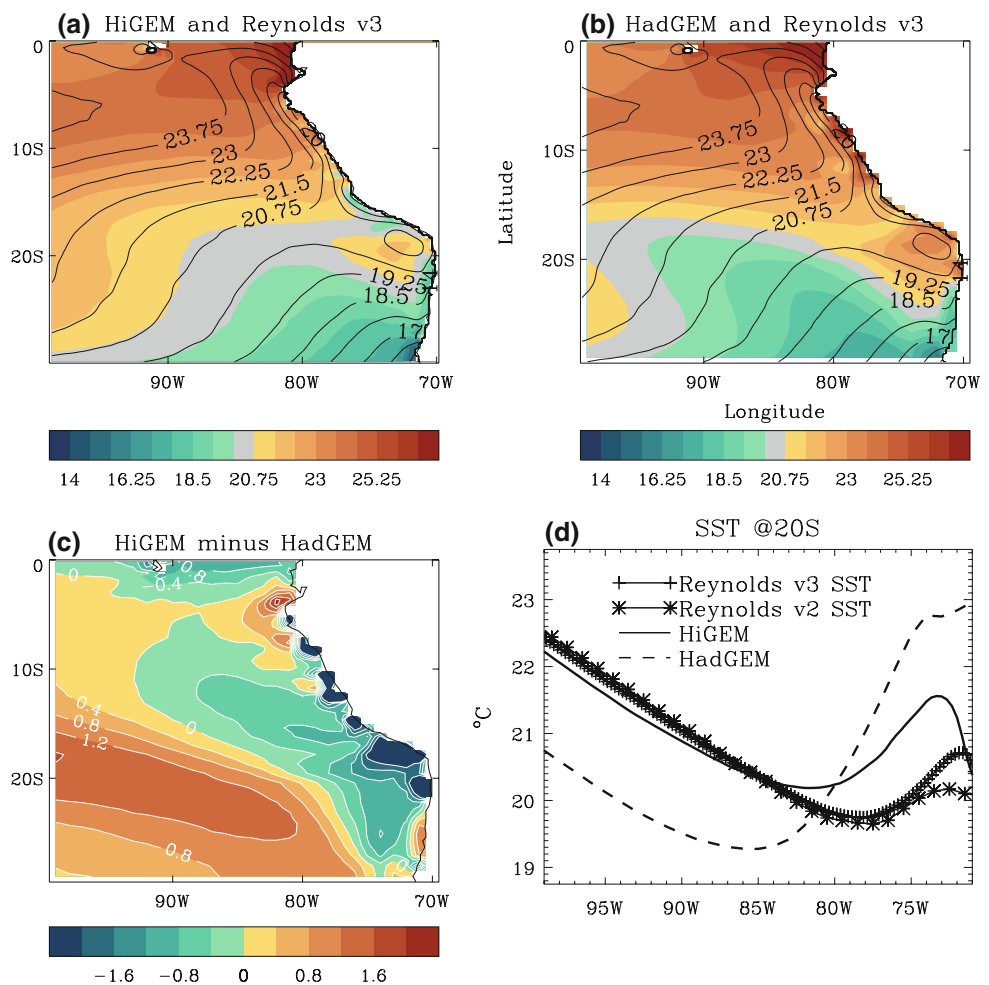 (a) HiGEM and Reynolds v3
0
10S
20S
23.75
23
22.25
21.5
20.75
19.25
18.5
17
90W 80W 70W
14 16.25 18.5 20.75 23 25.25
(b) HadGEM and Reynolds v3
0
10S
20S
Latitude
23.75
23
22.25
21.5
20.75
19.25
18.5
17
90W 80W 70W
Longitude
14 16.25 18.5 20.75 23 25.25
(c) HiGEM minus HadGEM
0
10S
20S
0
0.8
-0.4
0.4
0.8
1.2
0
0.8
90W 80W 70W
-1.6 -0.8 0 0.8 1.6
(d) SST @20S
Reynolds v3 SST
Reynolds v2 SST
HiGEM
HadGEM
23
22
21
20
19
°C
95W 90W 85W 80W 75W